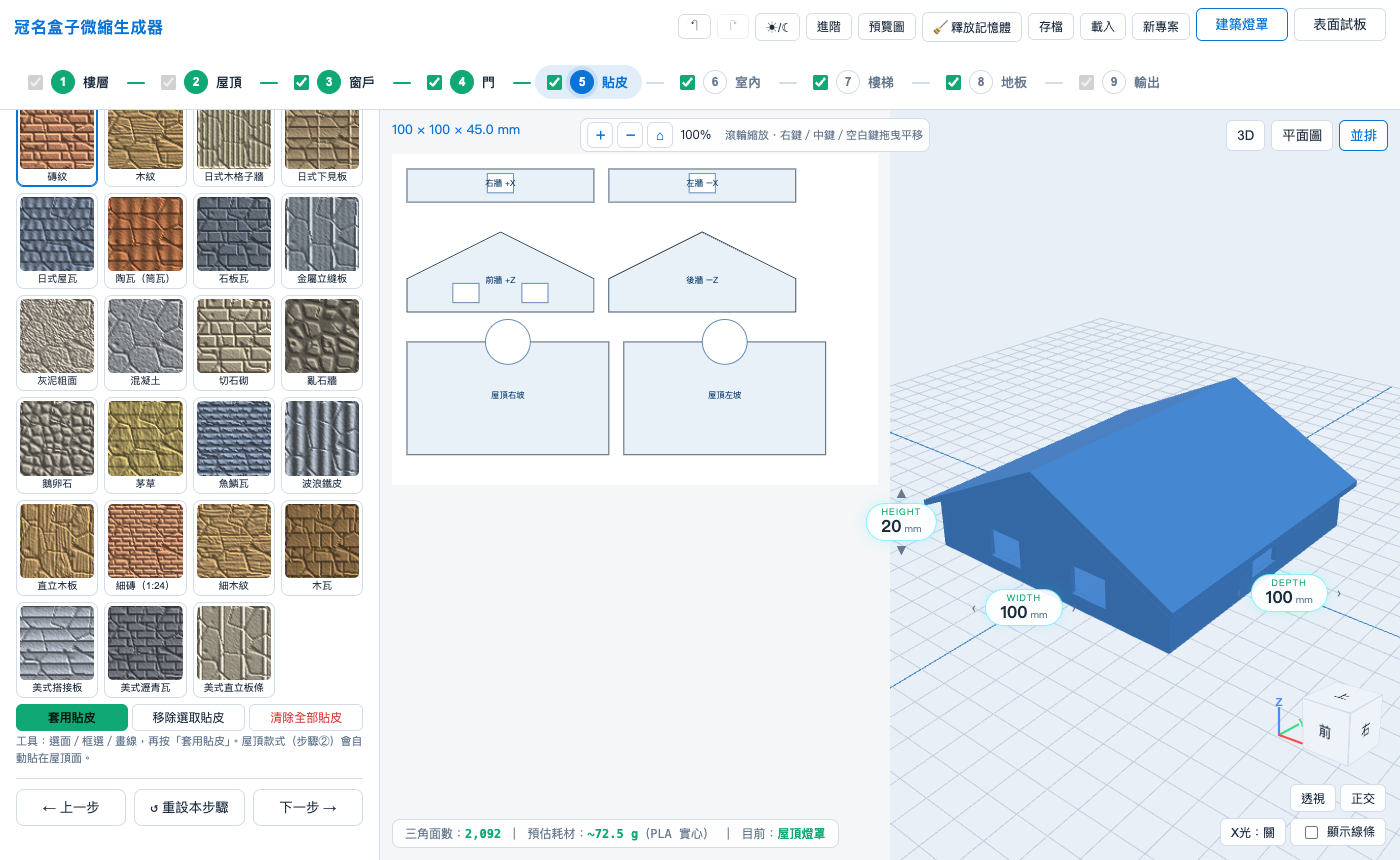 冠名盒子微縮生成器
↰ ↱ ☀/☾ 進階 預覽圖 🧹 釋放記憶體 存檔 載入 新專案 建築燈罩 表面試板
1 樓層 2 屋頂 3 窗戶 4 門 5 貼皮 6 室內 7 樓梯 8 地板 9 輸出
磚紋 木紋 日式木格子牆 日式下見板
日式屋瓦 陶瓦（筒瓦） 石板瓦 金屬立縫板
灰泥粗面 混凝土 切石砌 亂石牆
鵝卵石 茅草 魚鱗瓦 波浪鐵皮
直立木板 細磚（1:24） 細木紋 木瓦
美式搭接板 美式瀝青瓦 美式直立板條
套用貼皮 移除選取貼皮 清除全部貼皮
工具：選面 / 框選 / 畫線，再按「套用貼皮」。屋頂款式（步驟②）會自
動貼在屋頂面。
← 上一步 ↺ 重設本步驟 下一步 →
100 × 100 × 45.0 mm
+ − ⌂ 100% 滾輪縮放 · 右鍵 / 中鍵 / 空白鍵拖曳平移
右牆 +X 左牆 −X
前牆 +Z 後牆 −Z
屋頂右坡 屋頂左坡
三角面數：2,092 | 預估耗材：~72.5 g（PLA 實心） | 目前：屋頂燈罩
3D 平面圖 並排
HEIGHT
20 mm
WIDTH
100 mm
DEPTH
100 mm
Z
上
前 右
透視 正交
X光：關 顯示線條